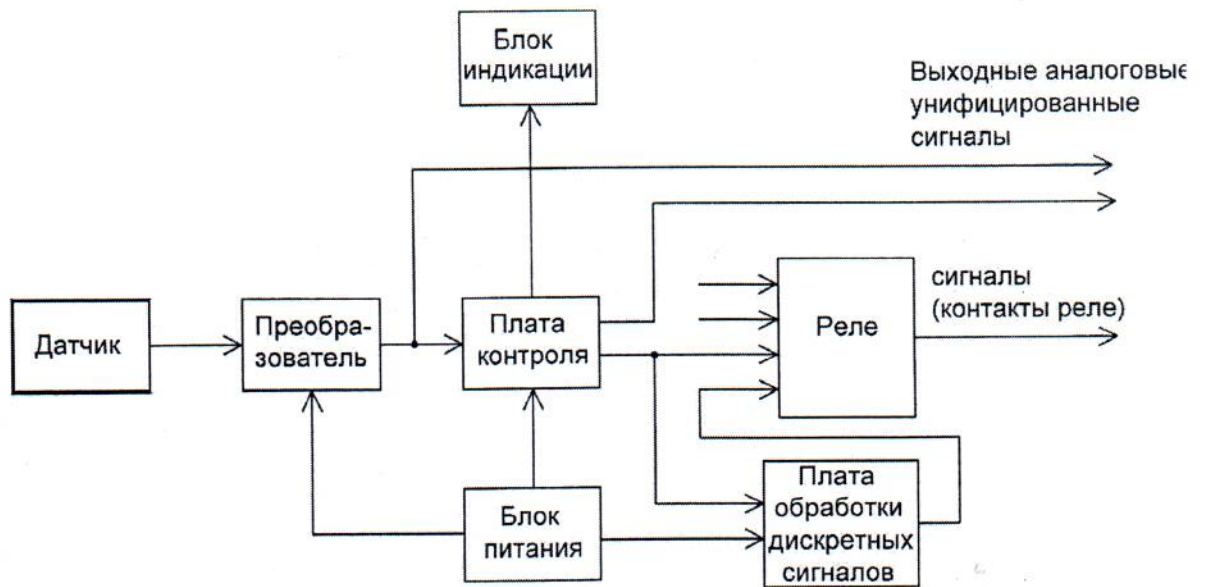 Блок
индикации
Выходные аналоговые
унифицированные
сигналы
Датчик
Преобра-
зователь
Плата
контроля
Реле
сигналы
(контакты реле)
Блок
питания
Плата
обработки
дискретных
сигналов